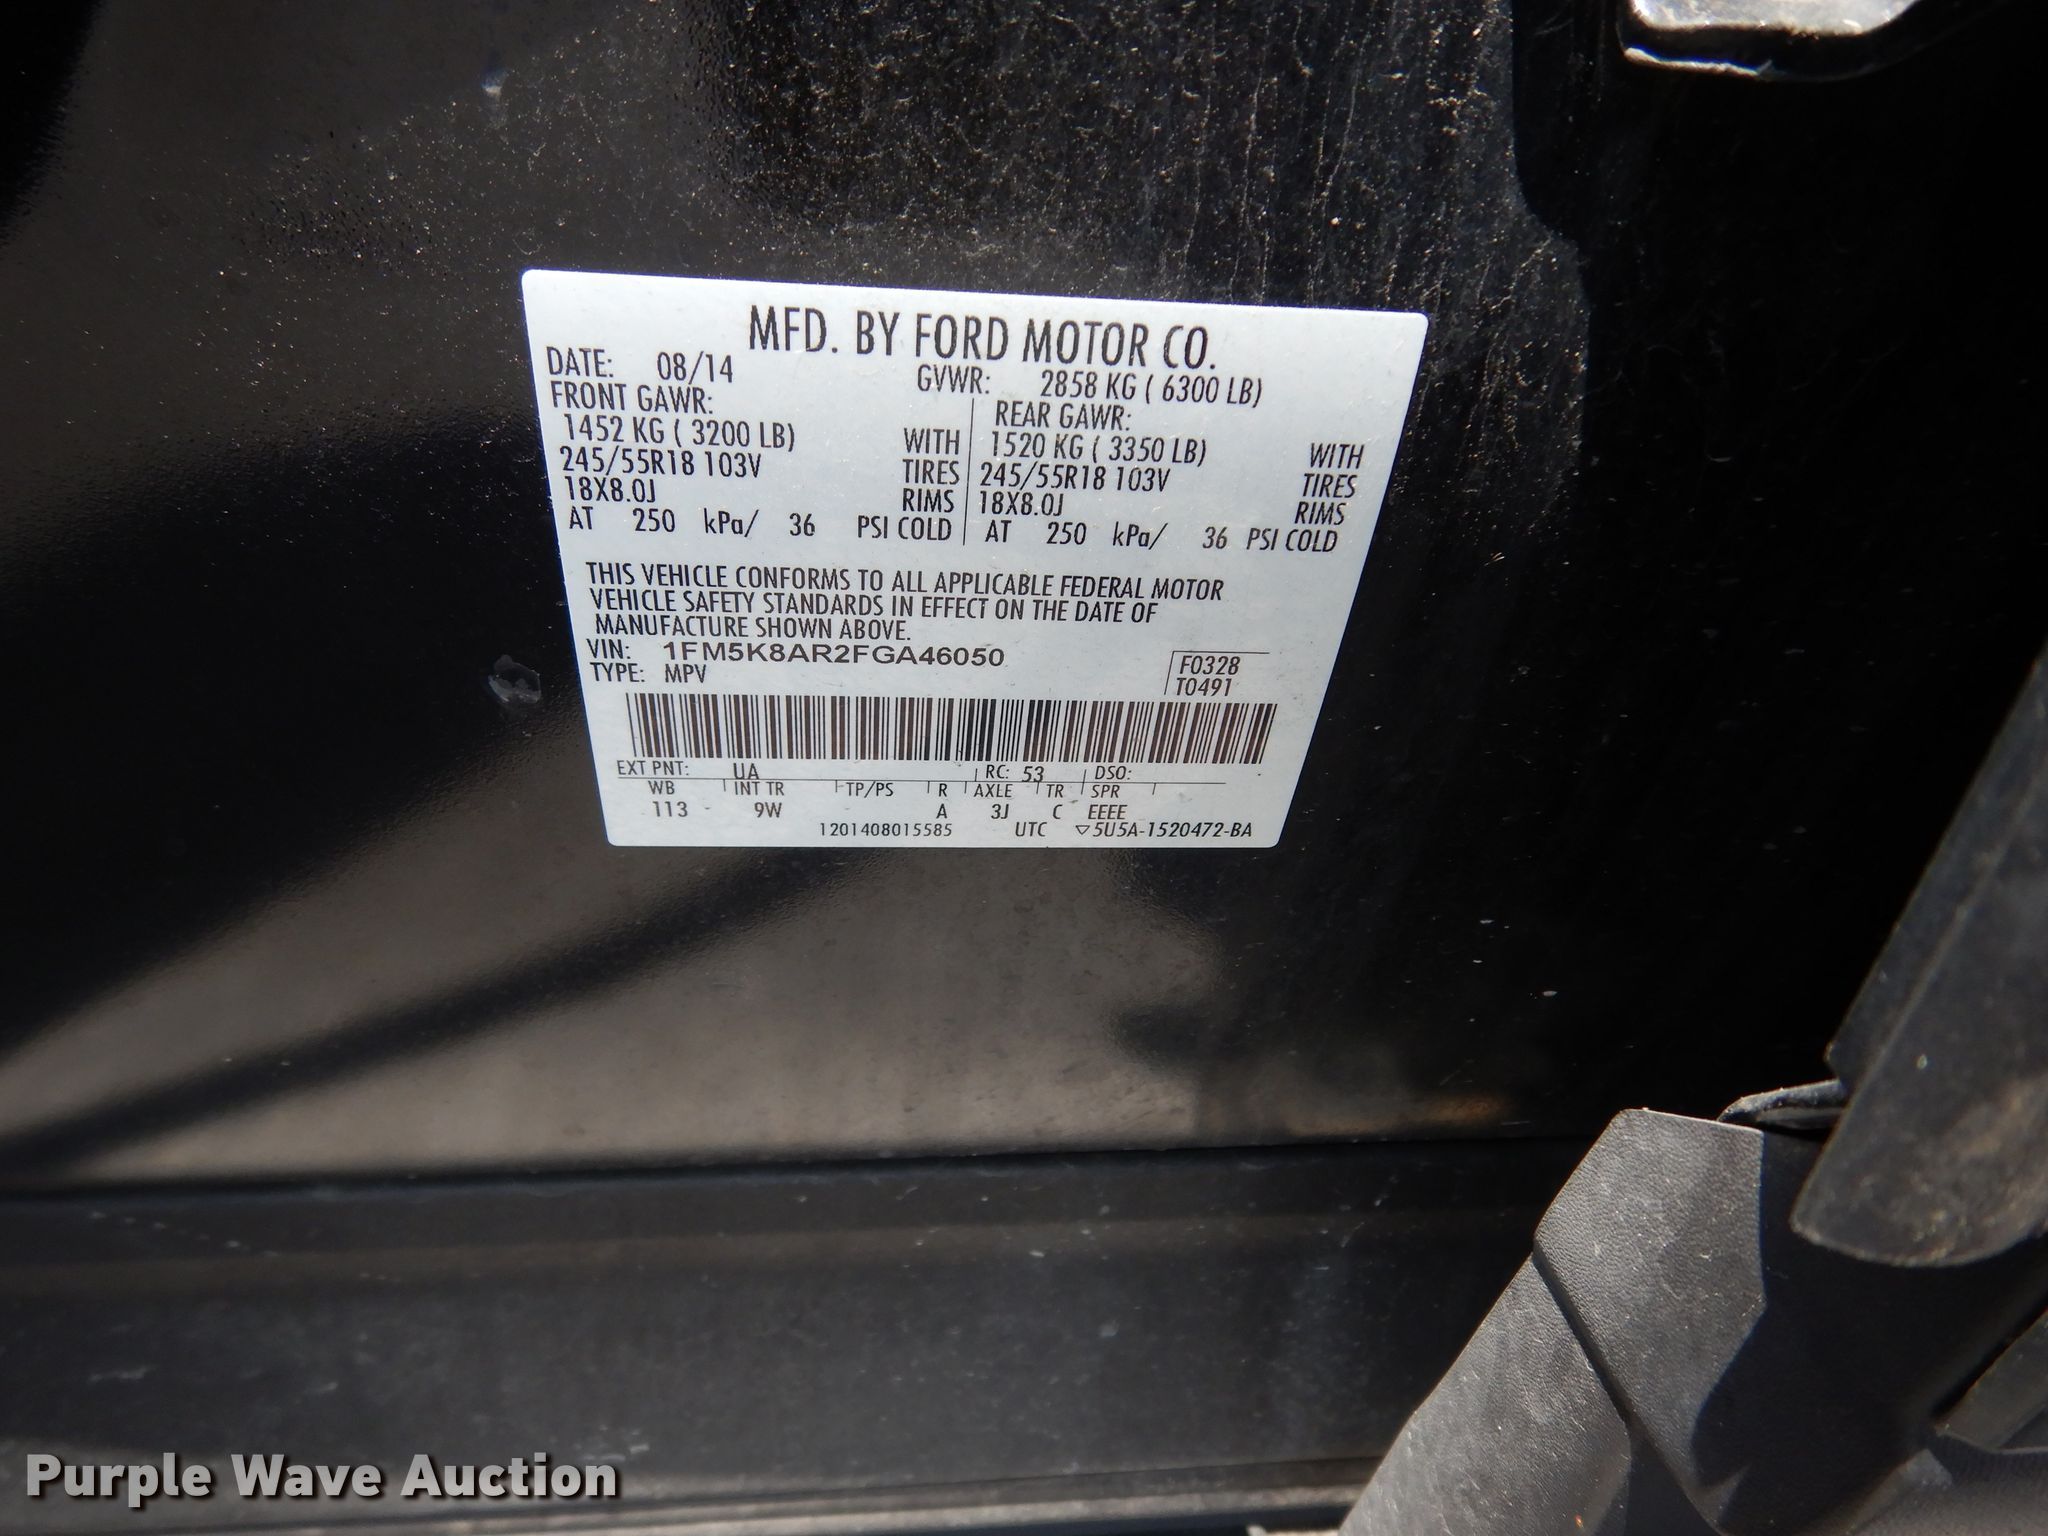 MFD. BY FORD MOTOR CO.
DATE: 08/14 GVWR: 2858 KG ( 6300 LB)
FRONT GAWR: REAR GAWR:
1452 KG ( 3200 LB) WITH 1520 KG ( 3350 LB) WITH
245/55R18 103V TIRES 245/55R18 103V TIRES
18X8.0J RIMS 18X8.0J RIMS
AT 250 kPa/ 36 PSI COLD AT 250 kPa/ 36 PSI COLD
THIS VEHICLE CONFORMS TO ALL APPLICABLE FEDERAL MOTOR
VEHICLE SAFETY STANDARDS IN EFFECT ON THE DATE OF
MANUFACTURE SHOWN ABOVE.
VIN: 1FM5K8AR2FGA46050 F0328
TYPE: MPV T0491
EXT PNT: UA RC: 53 DSO:
WB INT TR TP/PS R AXLE TR SPR
113 9W A 3J C EEEE
1201408015585 UTC ▽5U5A-1520472-BA
Purple Wave Auction